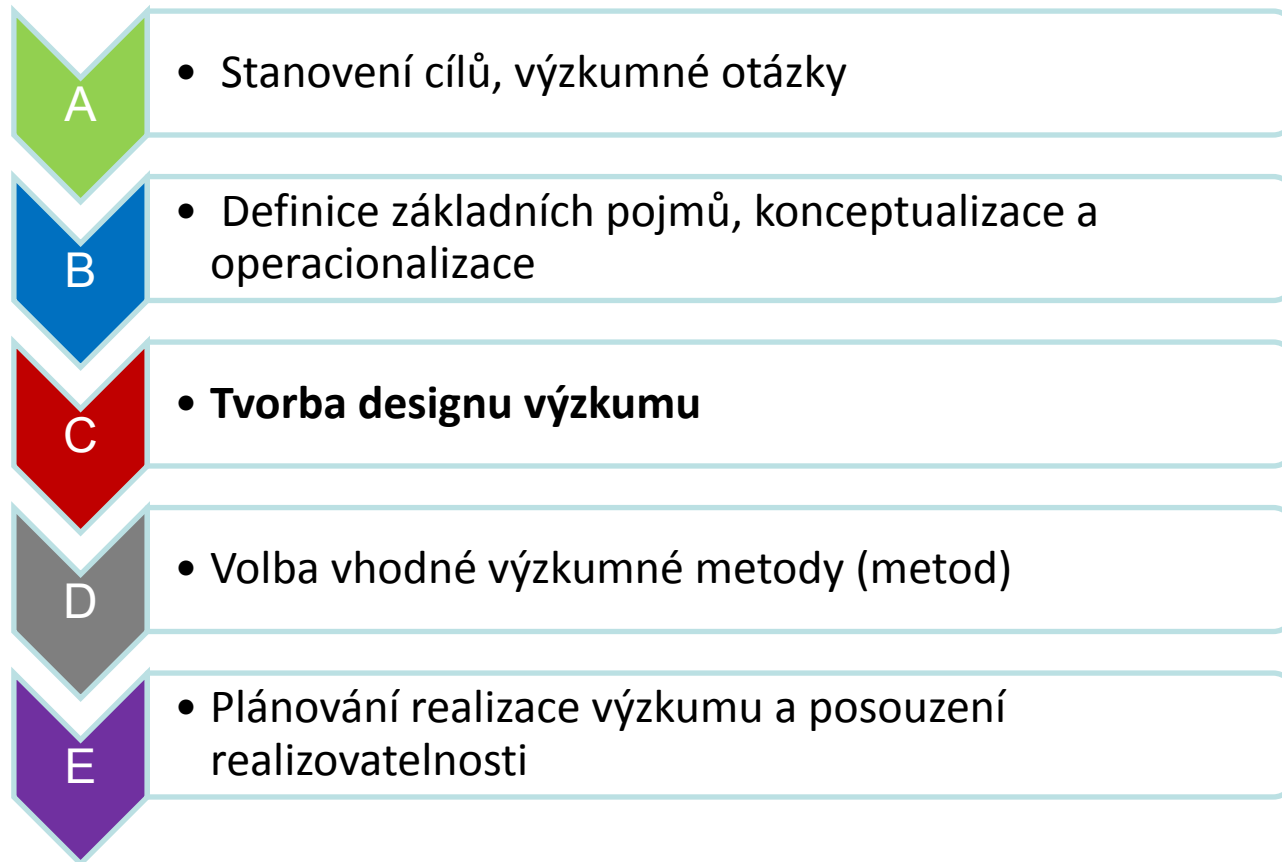 A
• Stanovení cílů, výzkumné otázky
B
• Definice základních pojmů, konceptualizace a
operacionalizace
C
• Tvorba designu výzkumu
D
• Volba vhodné výzkumné metody (metod)
E
• Plánování realizace výzkumu a posouzení
realizovatelnosti